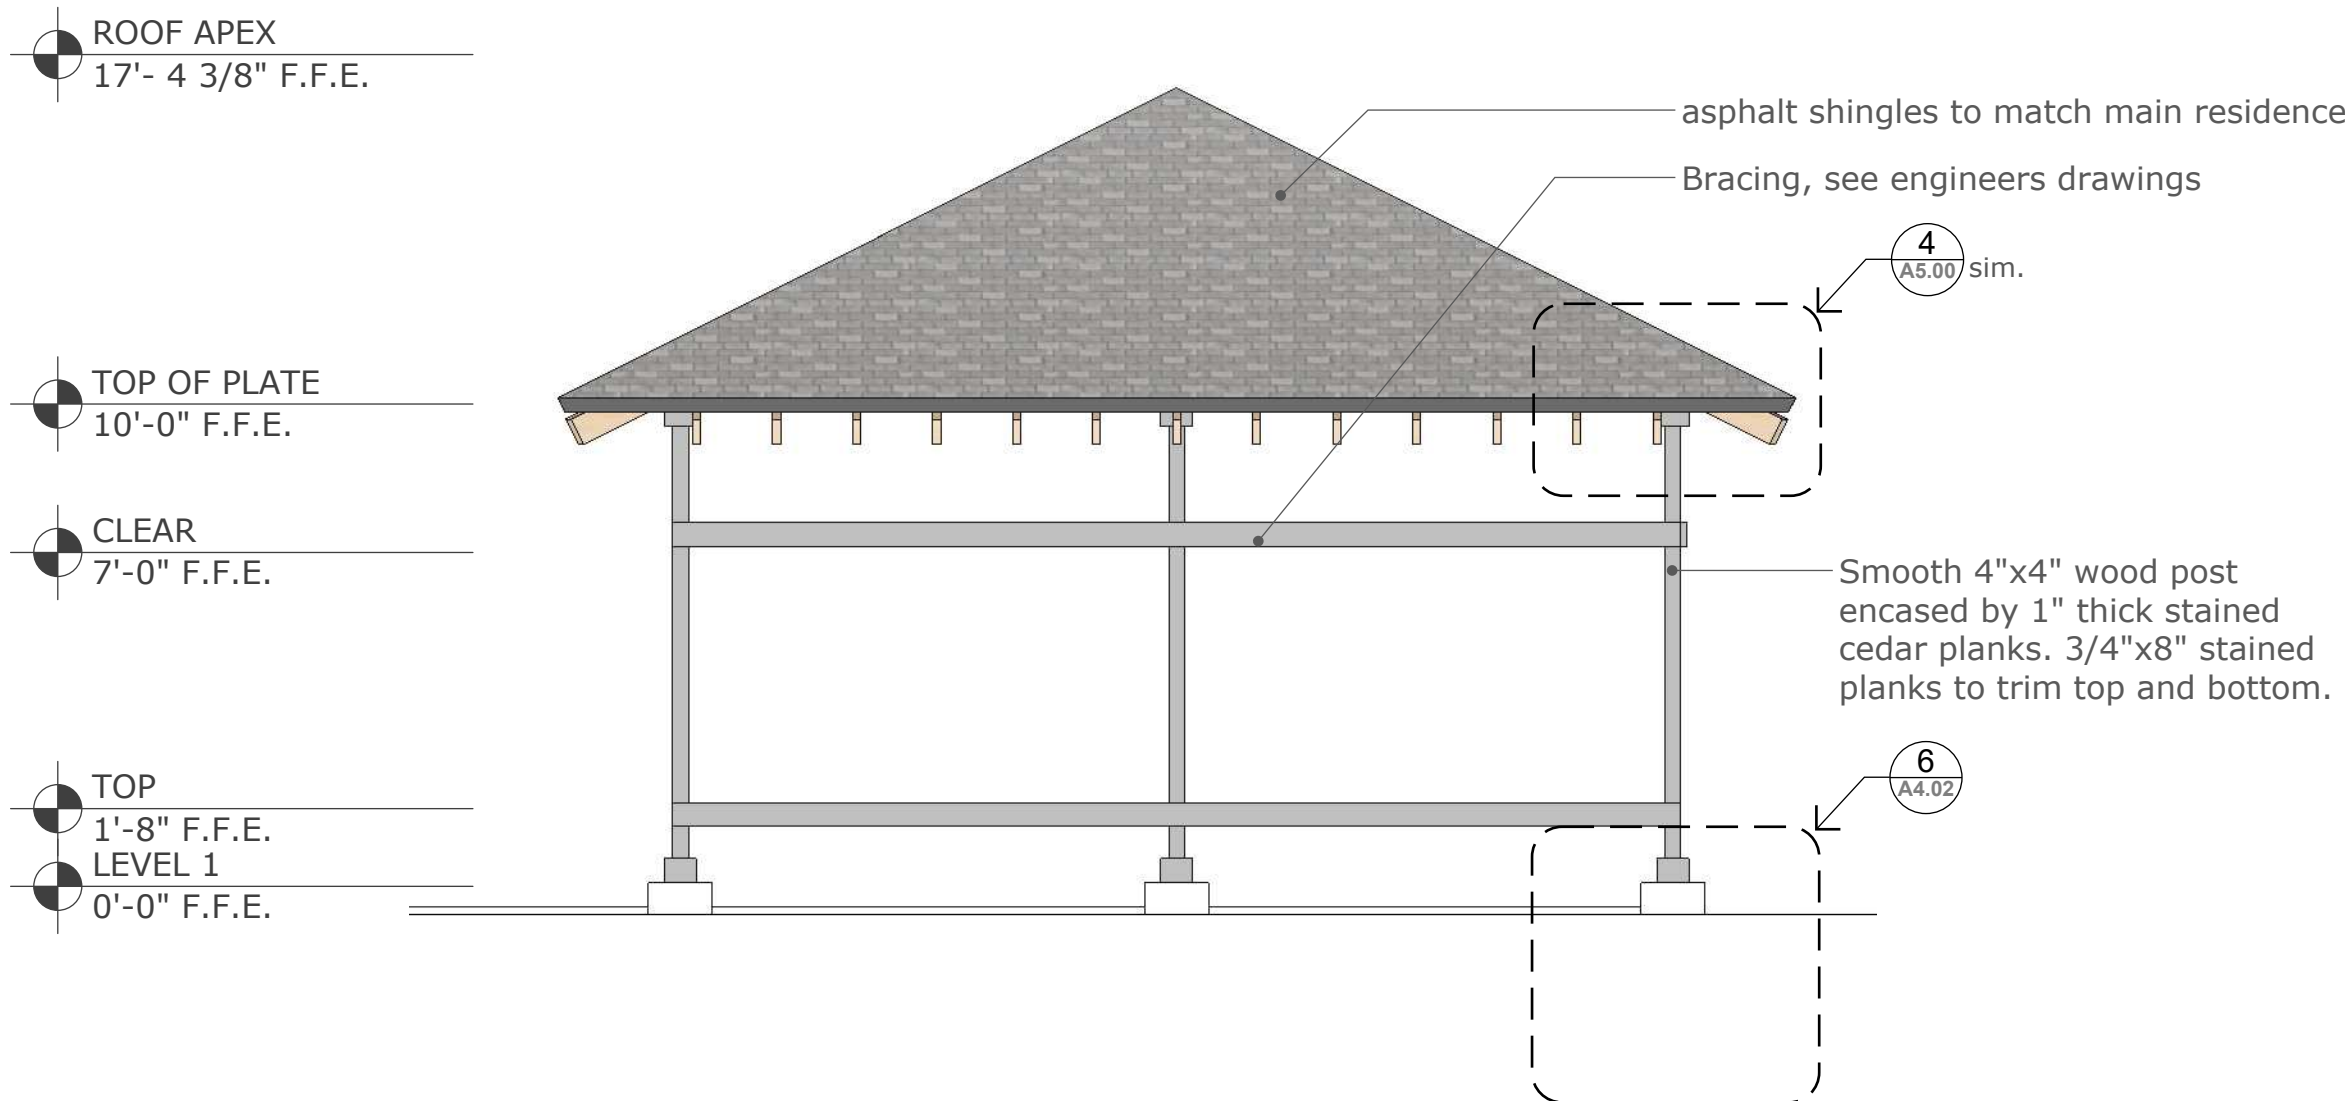 ROOF APEX
17'- 4 3/8" F.F.E.
asphalt shingles to match main residence
Bracing, see engineers drawings
4
A5.00 sim.
TOP OF PLATE
10'-0" F.F.E.
CLEAR
7'-0" F.F.E.
Smooth 4"x4" wood post
encased by 1" thick stained
cedar planks. 3/4"x8" stained
planks to trim top and bottom.
6
A4.02
TOP
1'-8" F.F.E.
LEVEL 1
0'-0" F.F.E.